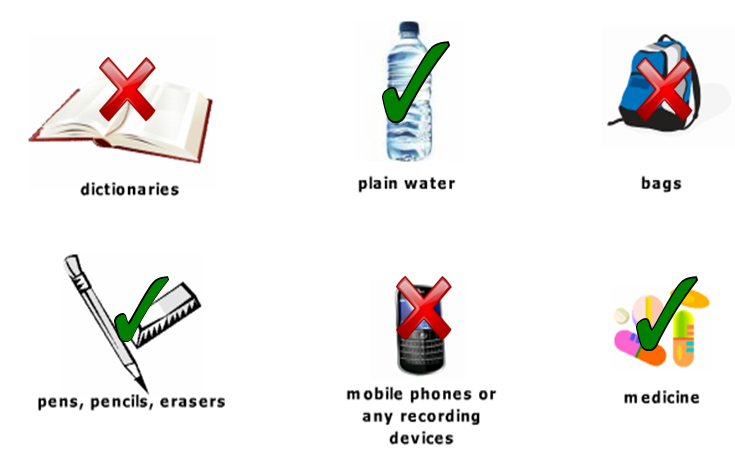 dictionaries
plain water
bags
pens, pencils, erasers
mobile phones or
any recording
devices
medicine